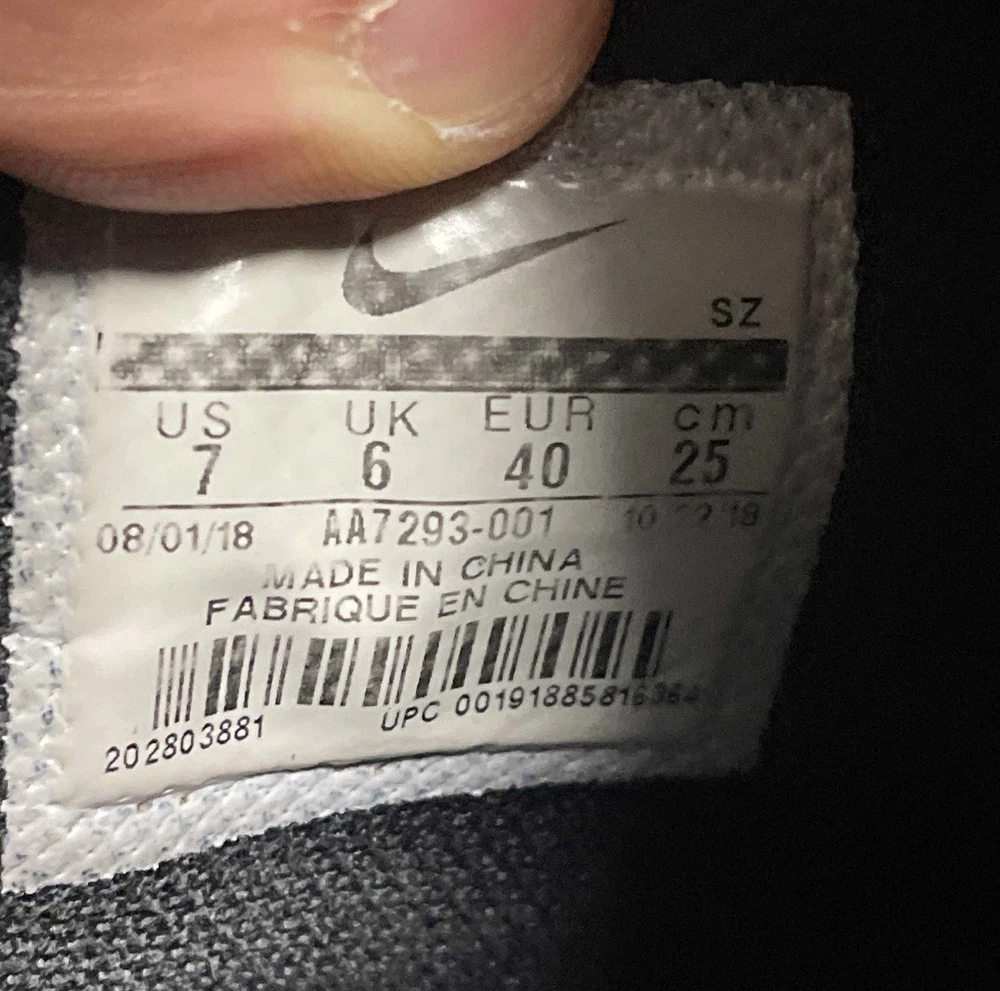 SZ
US UK EUR cm
7 6 40 25
08/01/18 AA7293-001
MADE IN CHINA
FABRIQUE EN CHINE
202803881 UPC